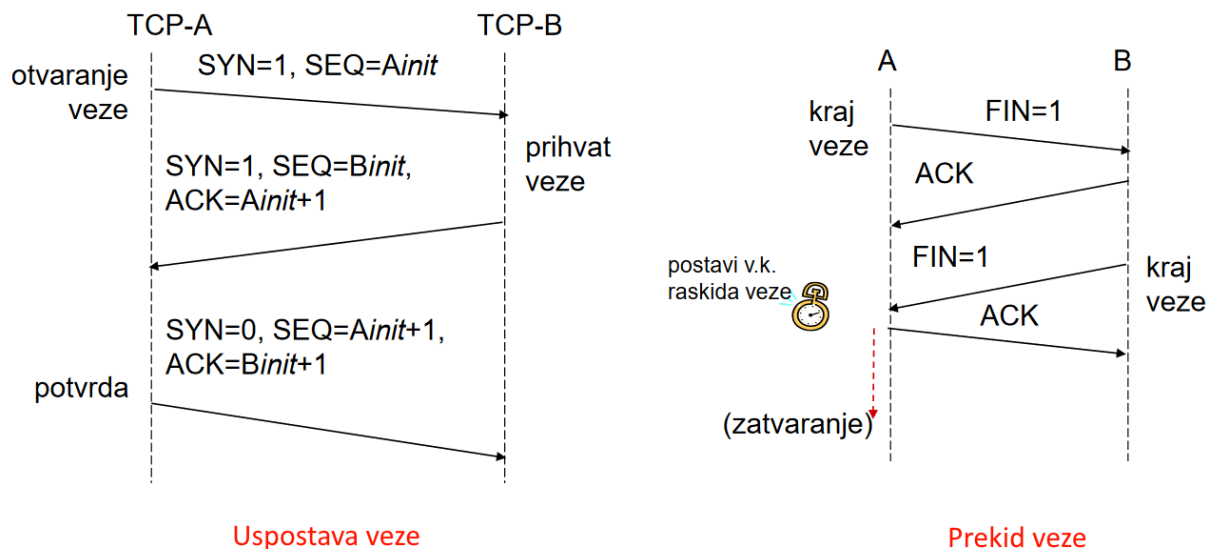 TCP-A
TCP-B
otvaranje
veze
SYN=1, SEQ=Ainit
prihvat
veze
SYN=1, SEQ=Binit,
ACK=Ainit+1
SYN=0, SEQ=Ainit+1,
ACK=Binit+1
potvrda
Uspostava veze
A
B
kraj
veze
FIN=1
ACK
FIN=1
kraj
veze
postavi v.k.
raskida veze
ACK
(zatvaranje)
Prekid veze